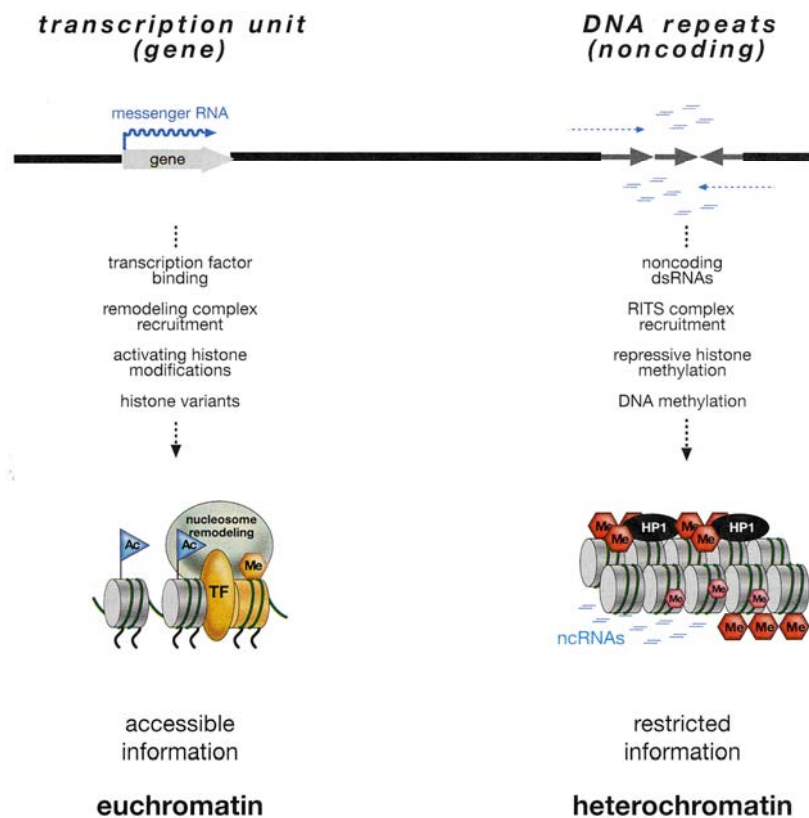 transcription unit
(gene)
DNA repeats
(noncoding)
messenger RNA
gene
transcription factor
binding
remodeling complex
recruitment
activating histone
modifications
histone variants
noncoding
dsRNAs
RITS complex
recruitment
repressive histone
methylation
DNA methylation
nucleosome
remodeling
Ac
Ac
Me
TF
Me
HP1
Me
HP1
Me
Me
Me
Me
Me
Me
Me
Me
ncRNAs
accessible
information
restricted
information
euchromatin
heterochromatin